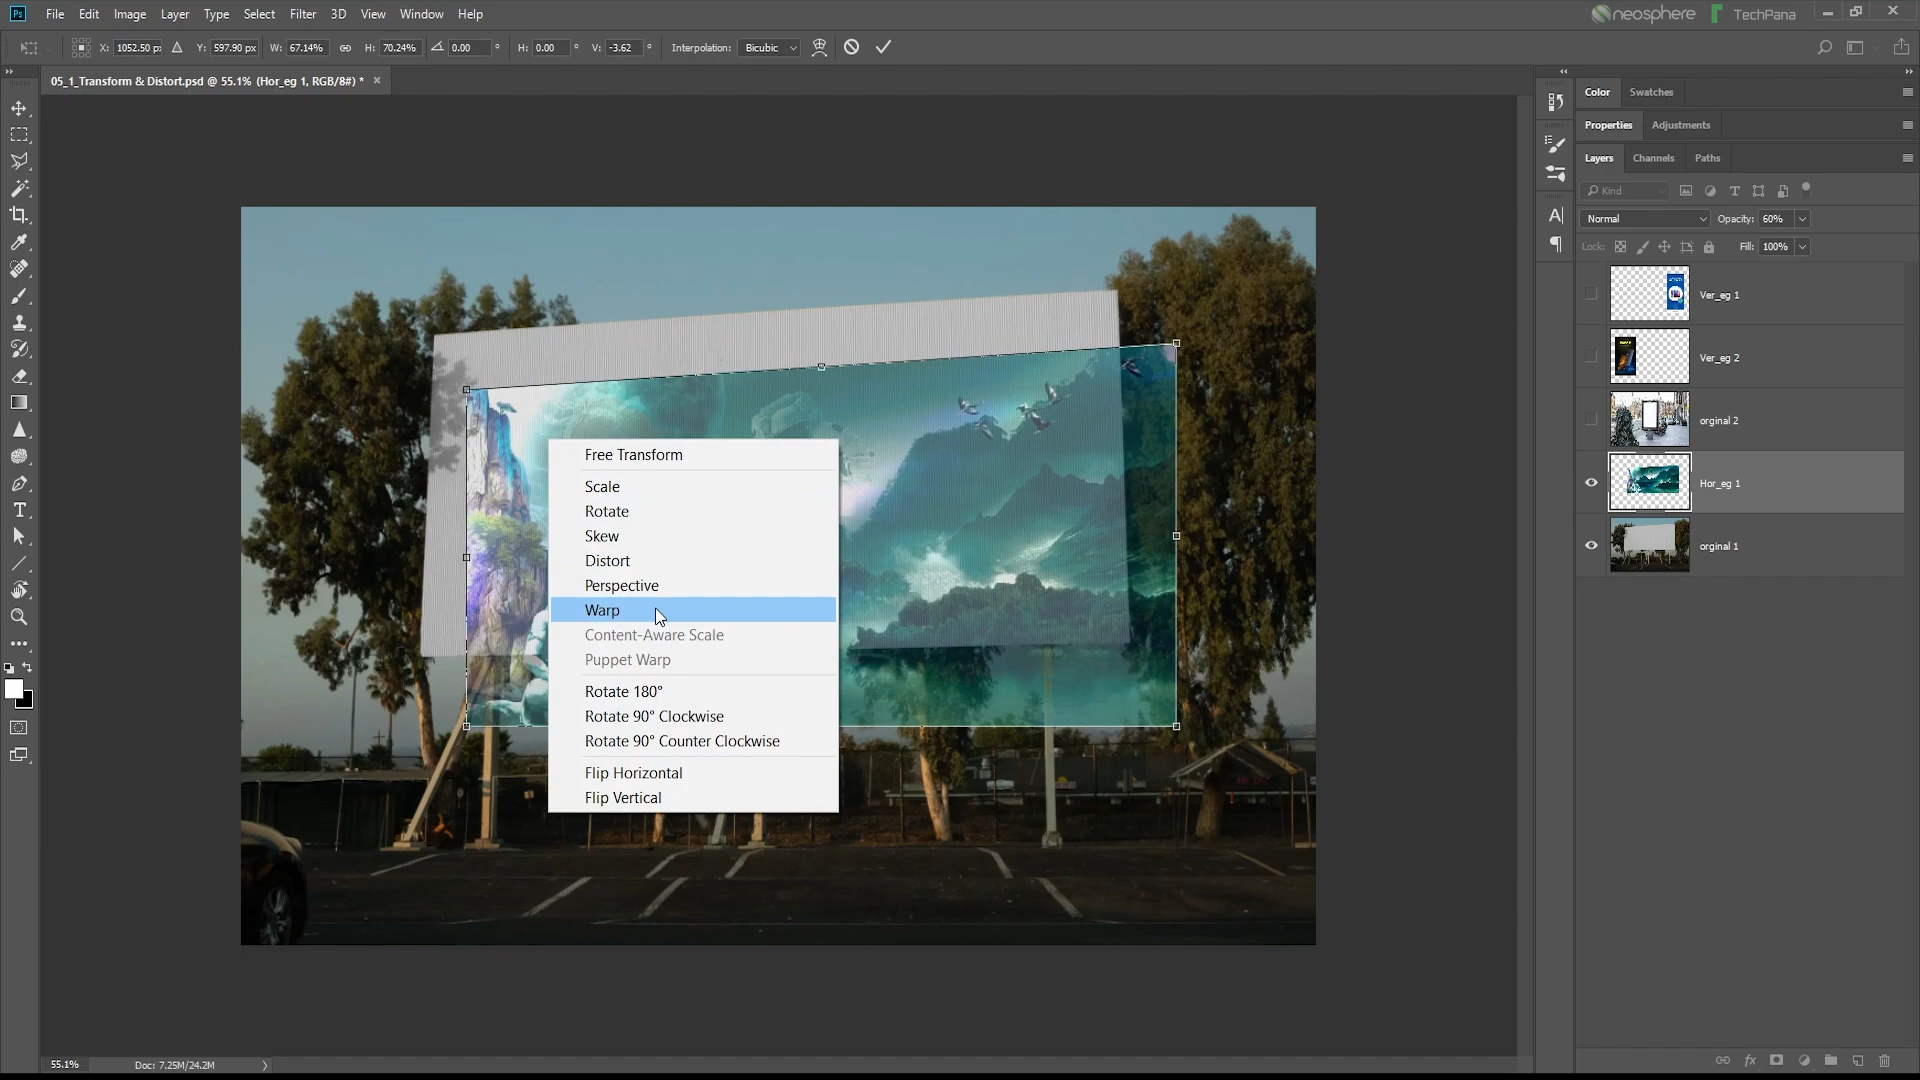 Ps File Edit Image Layer Type Select Filter 3D View Window Help neosphere TechPana
X: 1052.50 px Y: 597.90 px W: 67.14% H: 70.24% 0.00 ° H: 0.00 ° V: -3.62 ° Interpolation: Bicubic
05_1_Transform & Distort.psd @ 55.1% (Hor_eg 1, RGB/8#) * ×
Color Swatches
Properties Adjustments
Layers Channels Paths
Kind
Normal Opacity: 60%
Lock: Fill: 100%
Ver_eg 1
Ver_eg 2
orginal 2
Hor_eg 1
orginal 1
Free Transform
Scale
Rotate
Skew
Distort
Perspective
Warp
Content-Aware Scale
Puppet Warp
Rotate 180°
Rotate 90° Clockwise
Rotate 90° Counter Clockwise
Flip Horizontal
Flip Vertical
55.1% Doc: 7.25M/24.2M